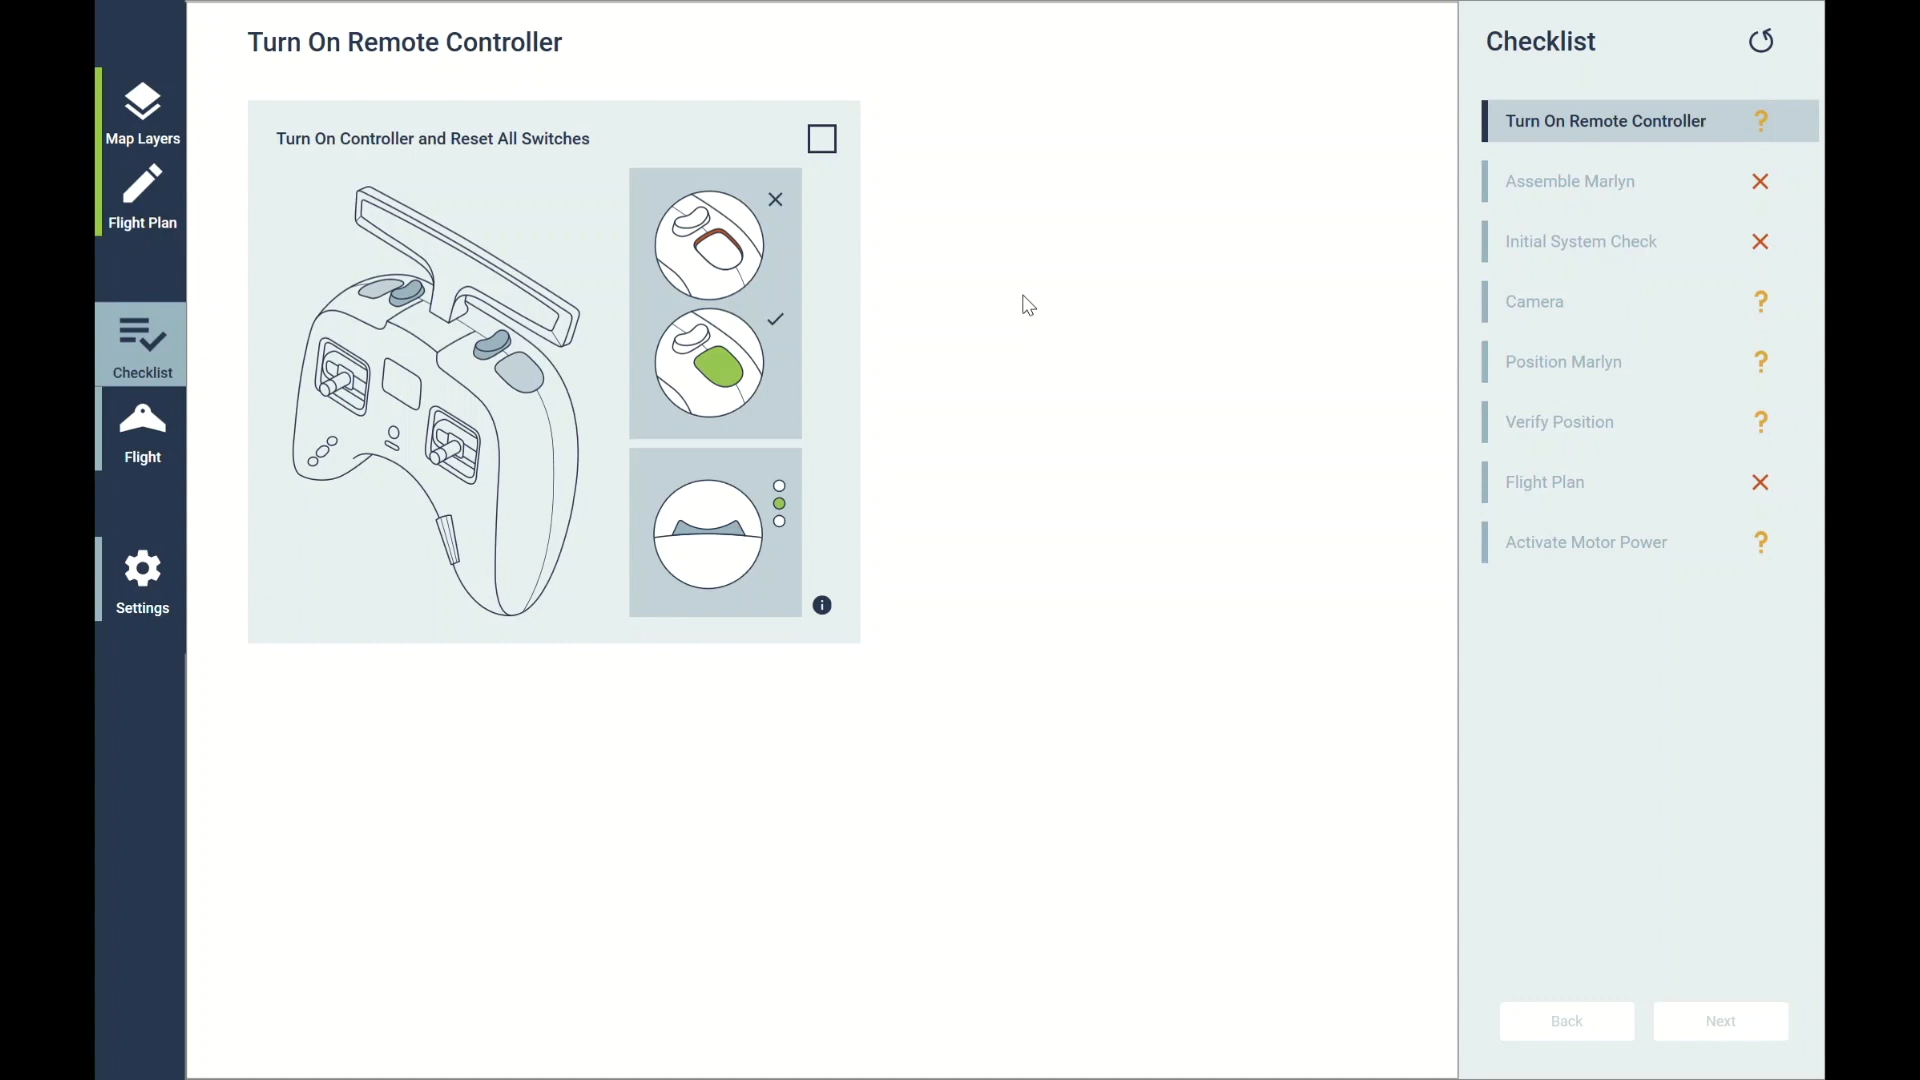 Turn On Remote Controller
Turn On Controller and Reset All Switches
Map Layers
Flight Plan
Checklist
Flight
Settings
Checklist
Turn On Remote Controller ?
Assemble Marlyn
Initial System Check
Camera ?
Position Marlyn ?
Verify Position ?
Flight Plan
Activate Motor Power ?
Back
Next